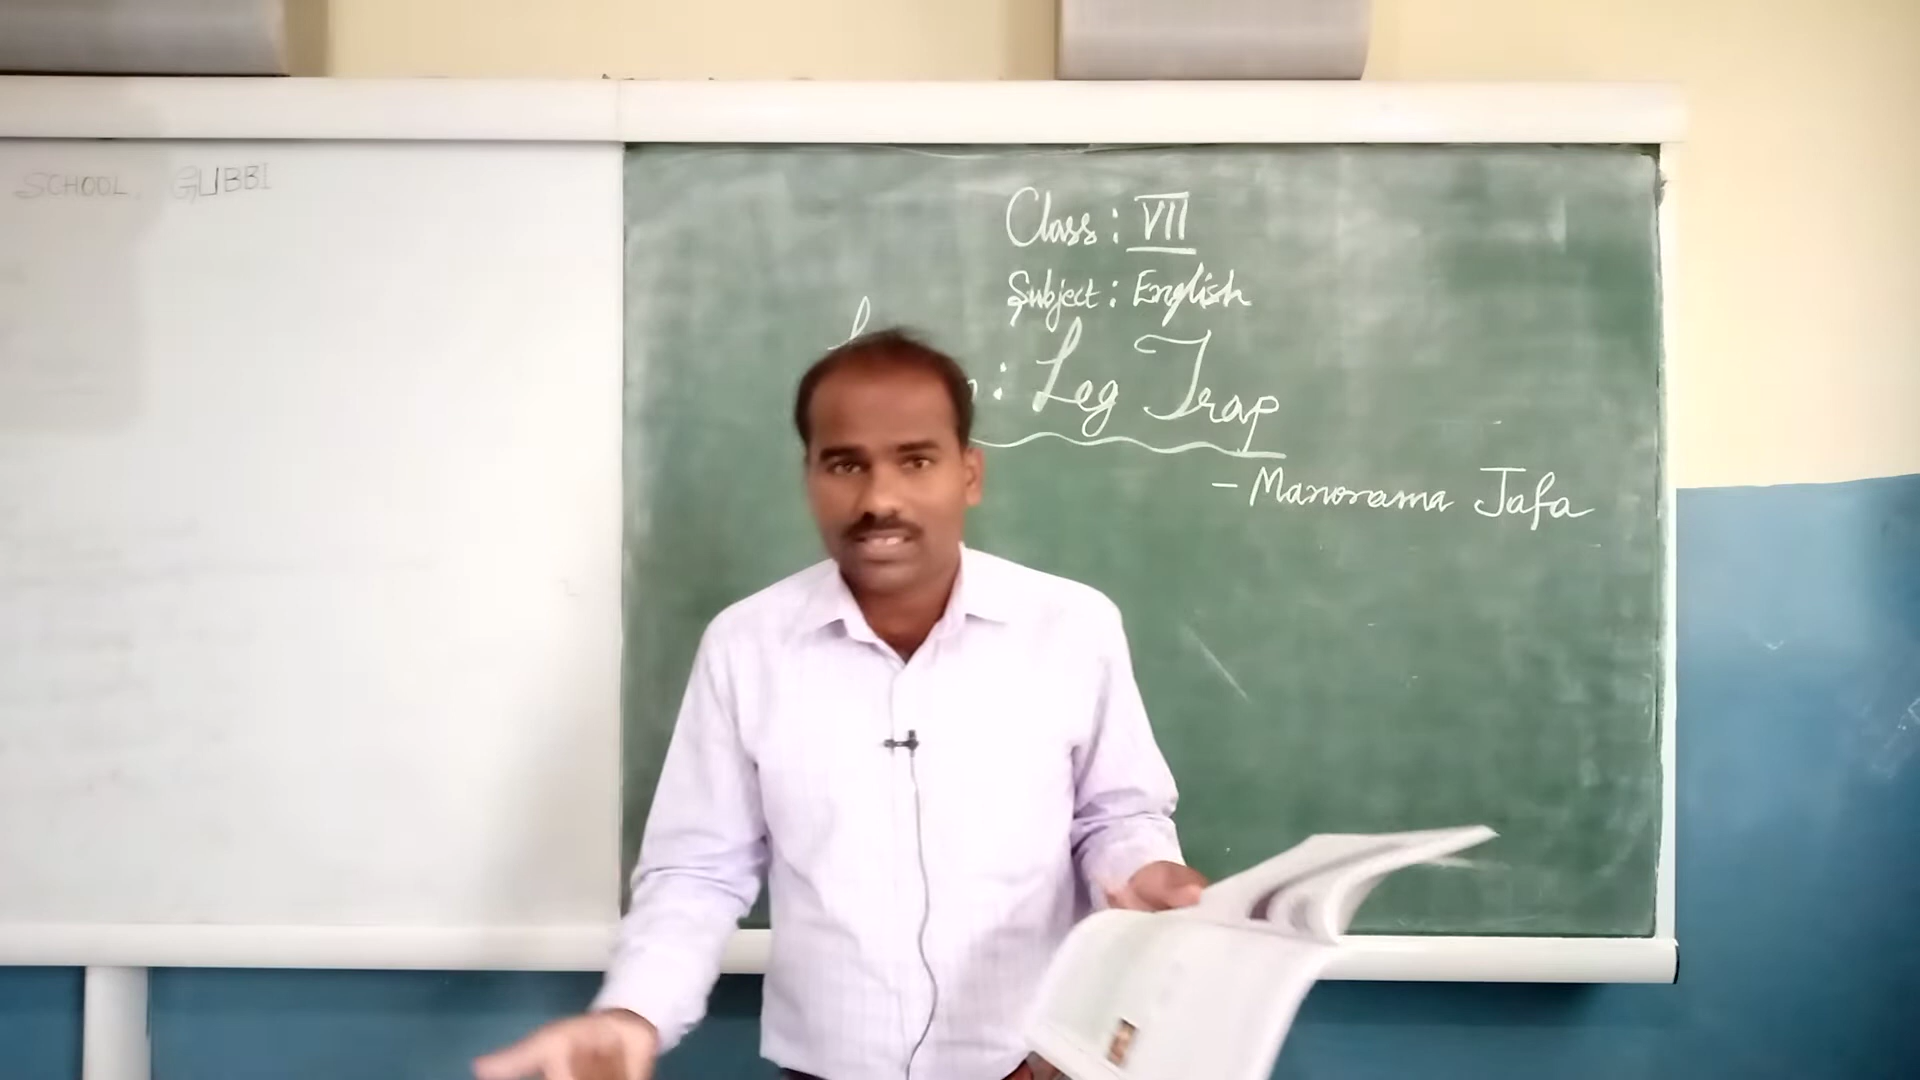 SCHOOL, GUBBI
Class : VII
Subject : English
: Leg Trap
- Manorama Jafa